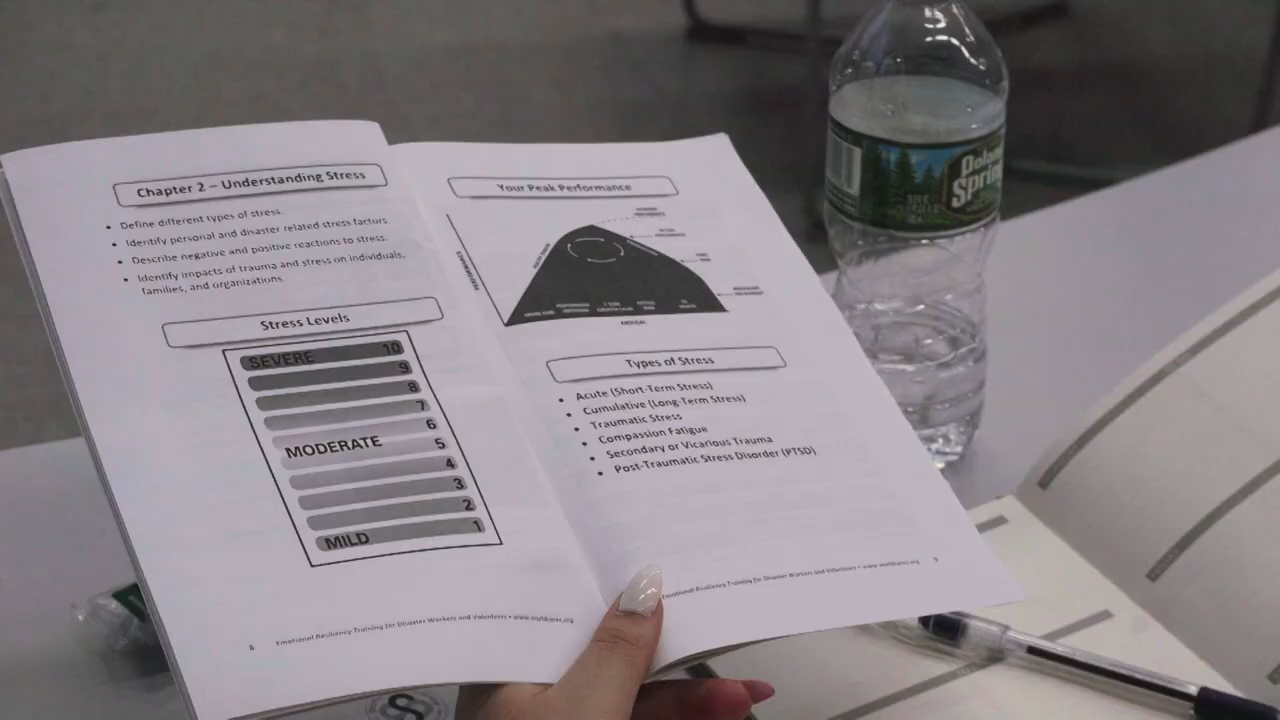 Chapter 2 – Understanding Stress
• Define different types of stress.
• Identify personal and disaster related stress factors.
• Describe negative and positive reactions to stress.
• Identify impacts of trauma and stress on individuals,
families, and organizations.
Stress Levels
SEVERE 10
9
8
7
6
MODERATE 5
4
3
2
MILD 1
8 Emotional Resiliency Training for Disaster Workers and Volunteers •
Your Peak Performance
PERFORMANCE
AROUSAL
Types of Stress
• Acute (Short-Term Stress)
• Cumulative (Long-Term Stress)
• Traumatic Stress
• Compassion Fatigue
• Secondary or Vicarious Trauma
• Post-Traumatic Stress Disorder (PTSD)
Emotional Resiliency Training for Disaster Workers and Volunteers •
Spring